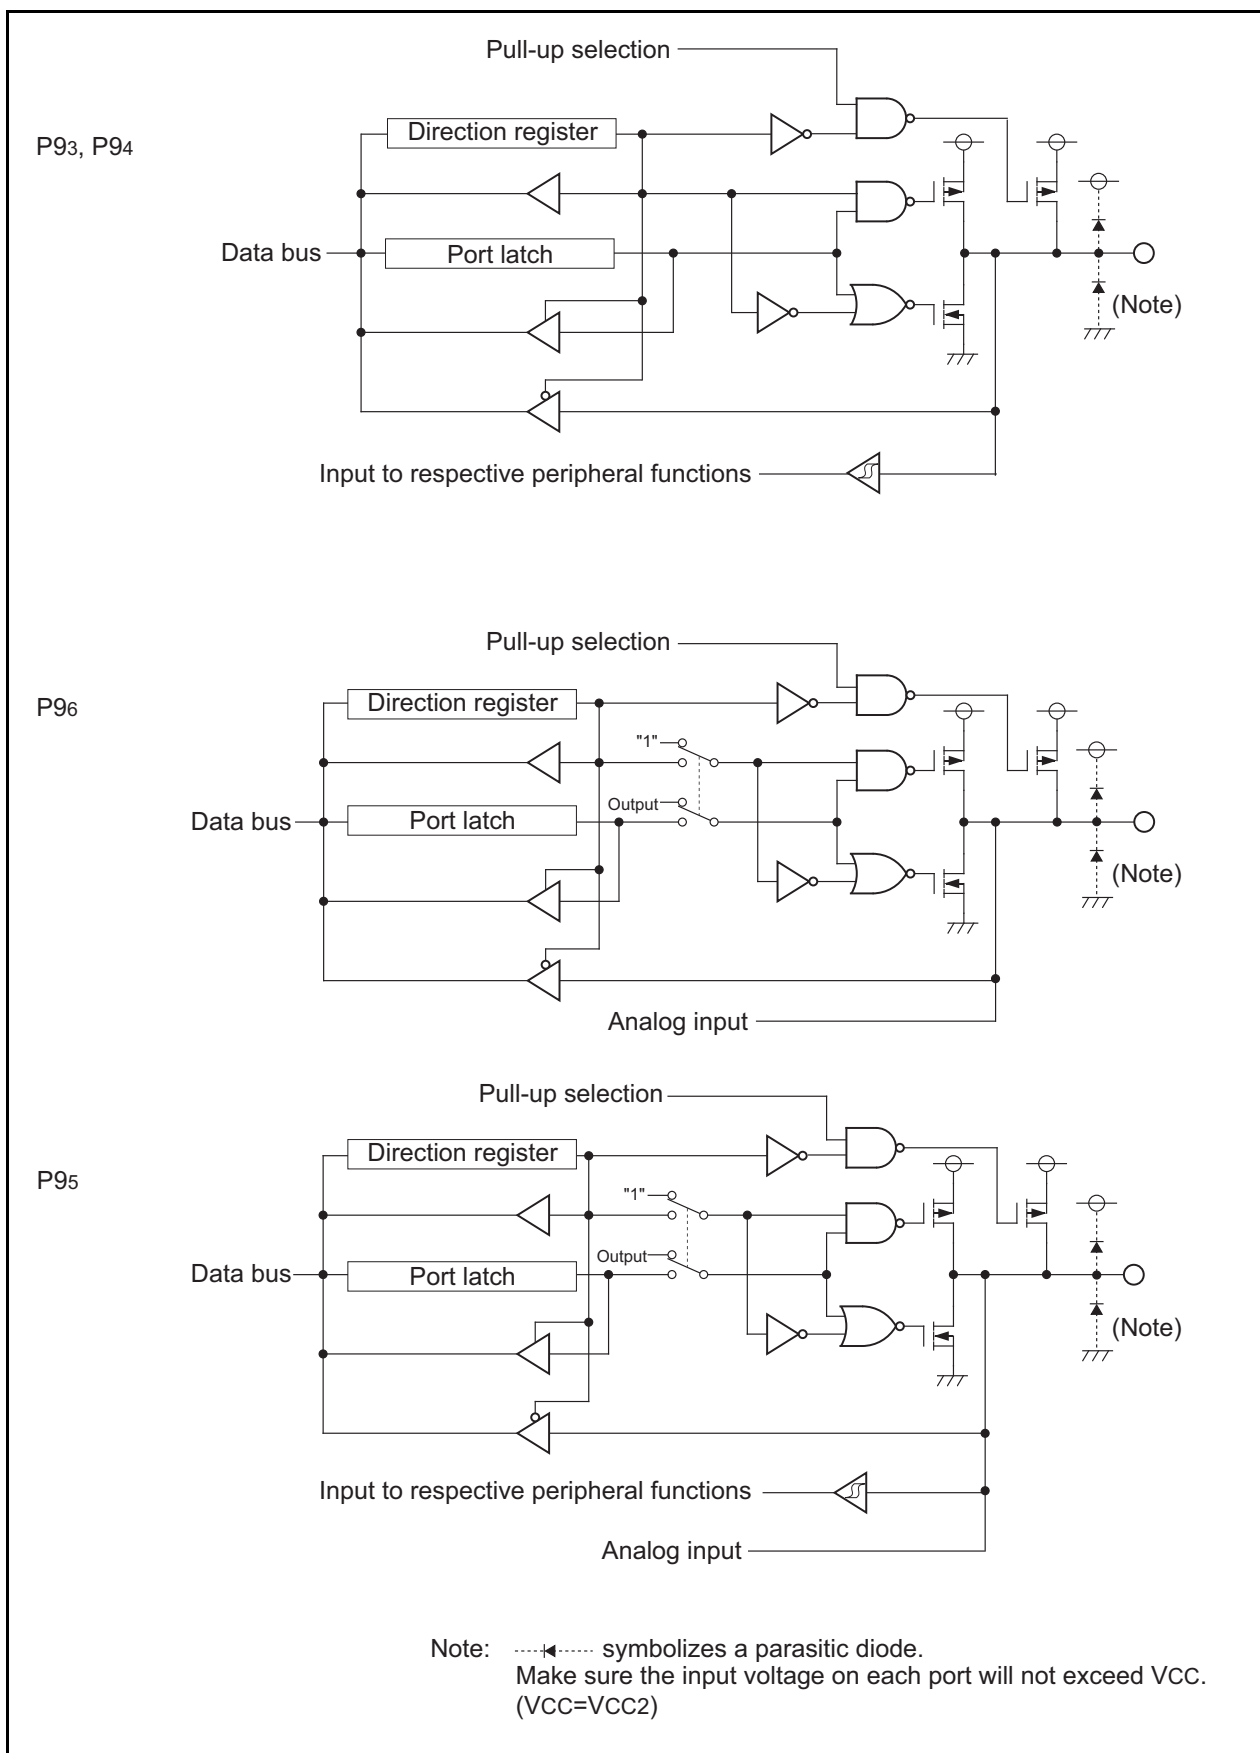 Pull-up selection
P93, P94
Direction register
Data bus
Port latch
(Note)
Input to respective peripheral functions
Pull-up selection
P96
Direction register
"1"
Output
Data bus
Port latch
(Note)
Analog input
Pull-up selection
P95
Direction register
"1"
Output
Data bus
Port latch
(Note)
Input to respective peripheral functions
Analog input
Note: symbolizes a parasitic diode.
Make sure the input voltage on each port will not exceed VCC.
(VCC=VCC2)